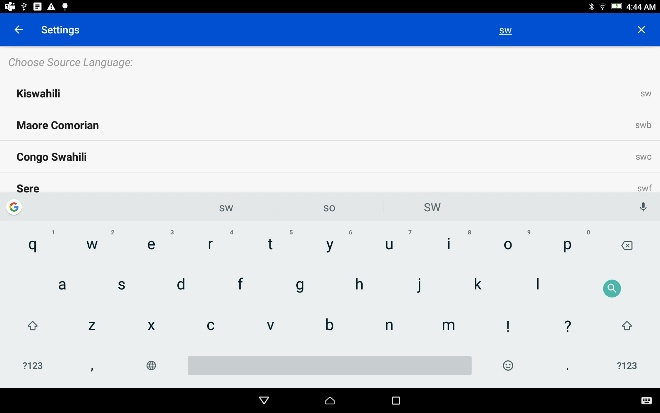 4:44 AM
Settings sw
Choose Source Language:
Kiswahili sw
Maore Comorian swb
Congo Swahili swc
Sere swf
sw so SW
1 2 3 4 5 6 7 8 9 0
q w e r t y u i o p
a s d f g h j k l
z x c v b n m ! ?
?123 , . ?123